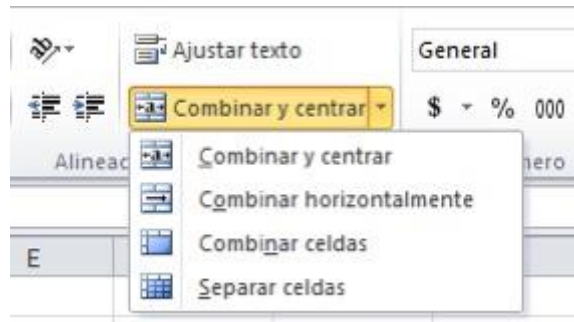 Ajustar texto
General
Combinar y centrar
$ % 000
Alineac
Combinar y centrar
nero
Combinar horizontalmente
Combinar celdas
E
Separar celdas